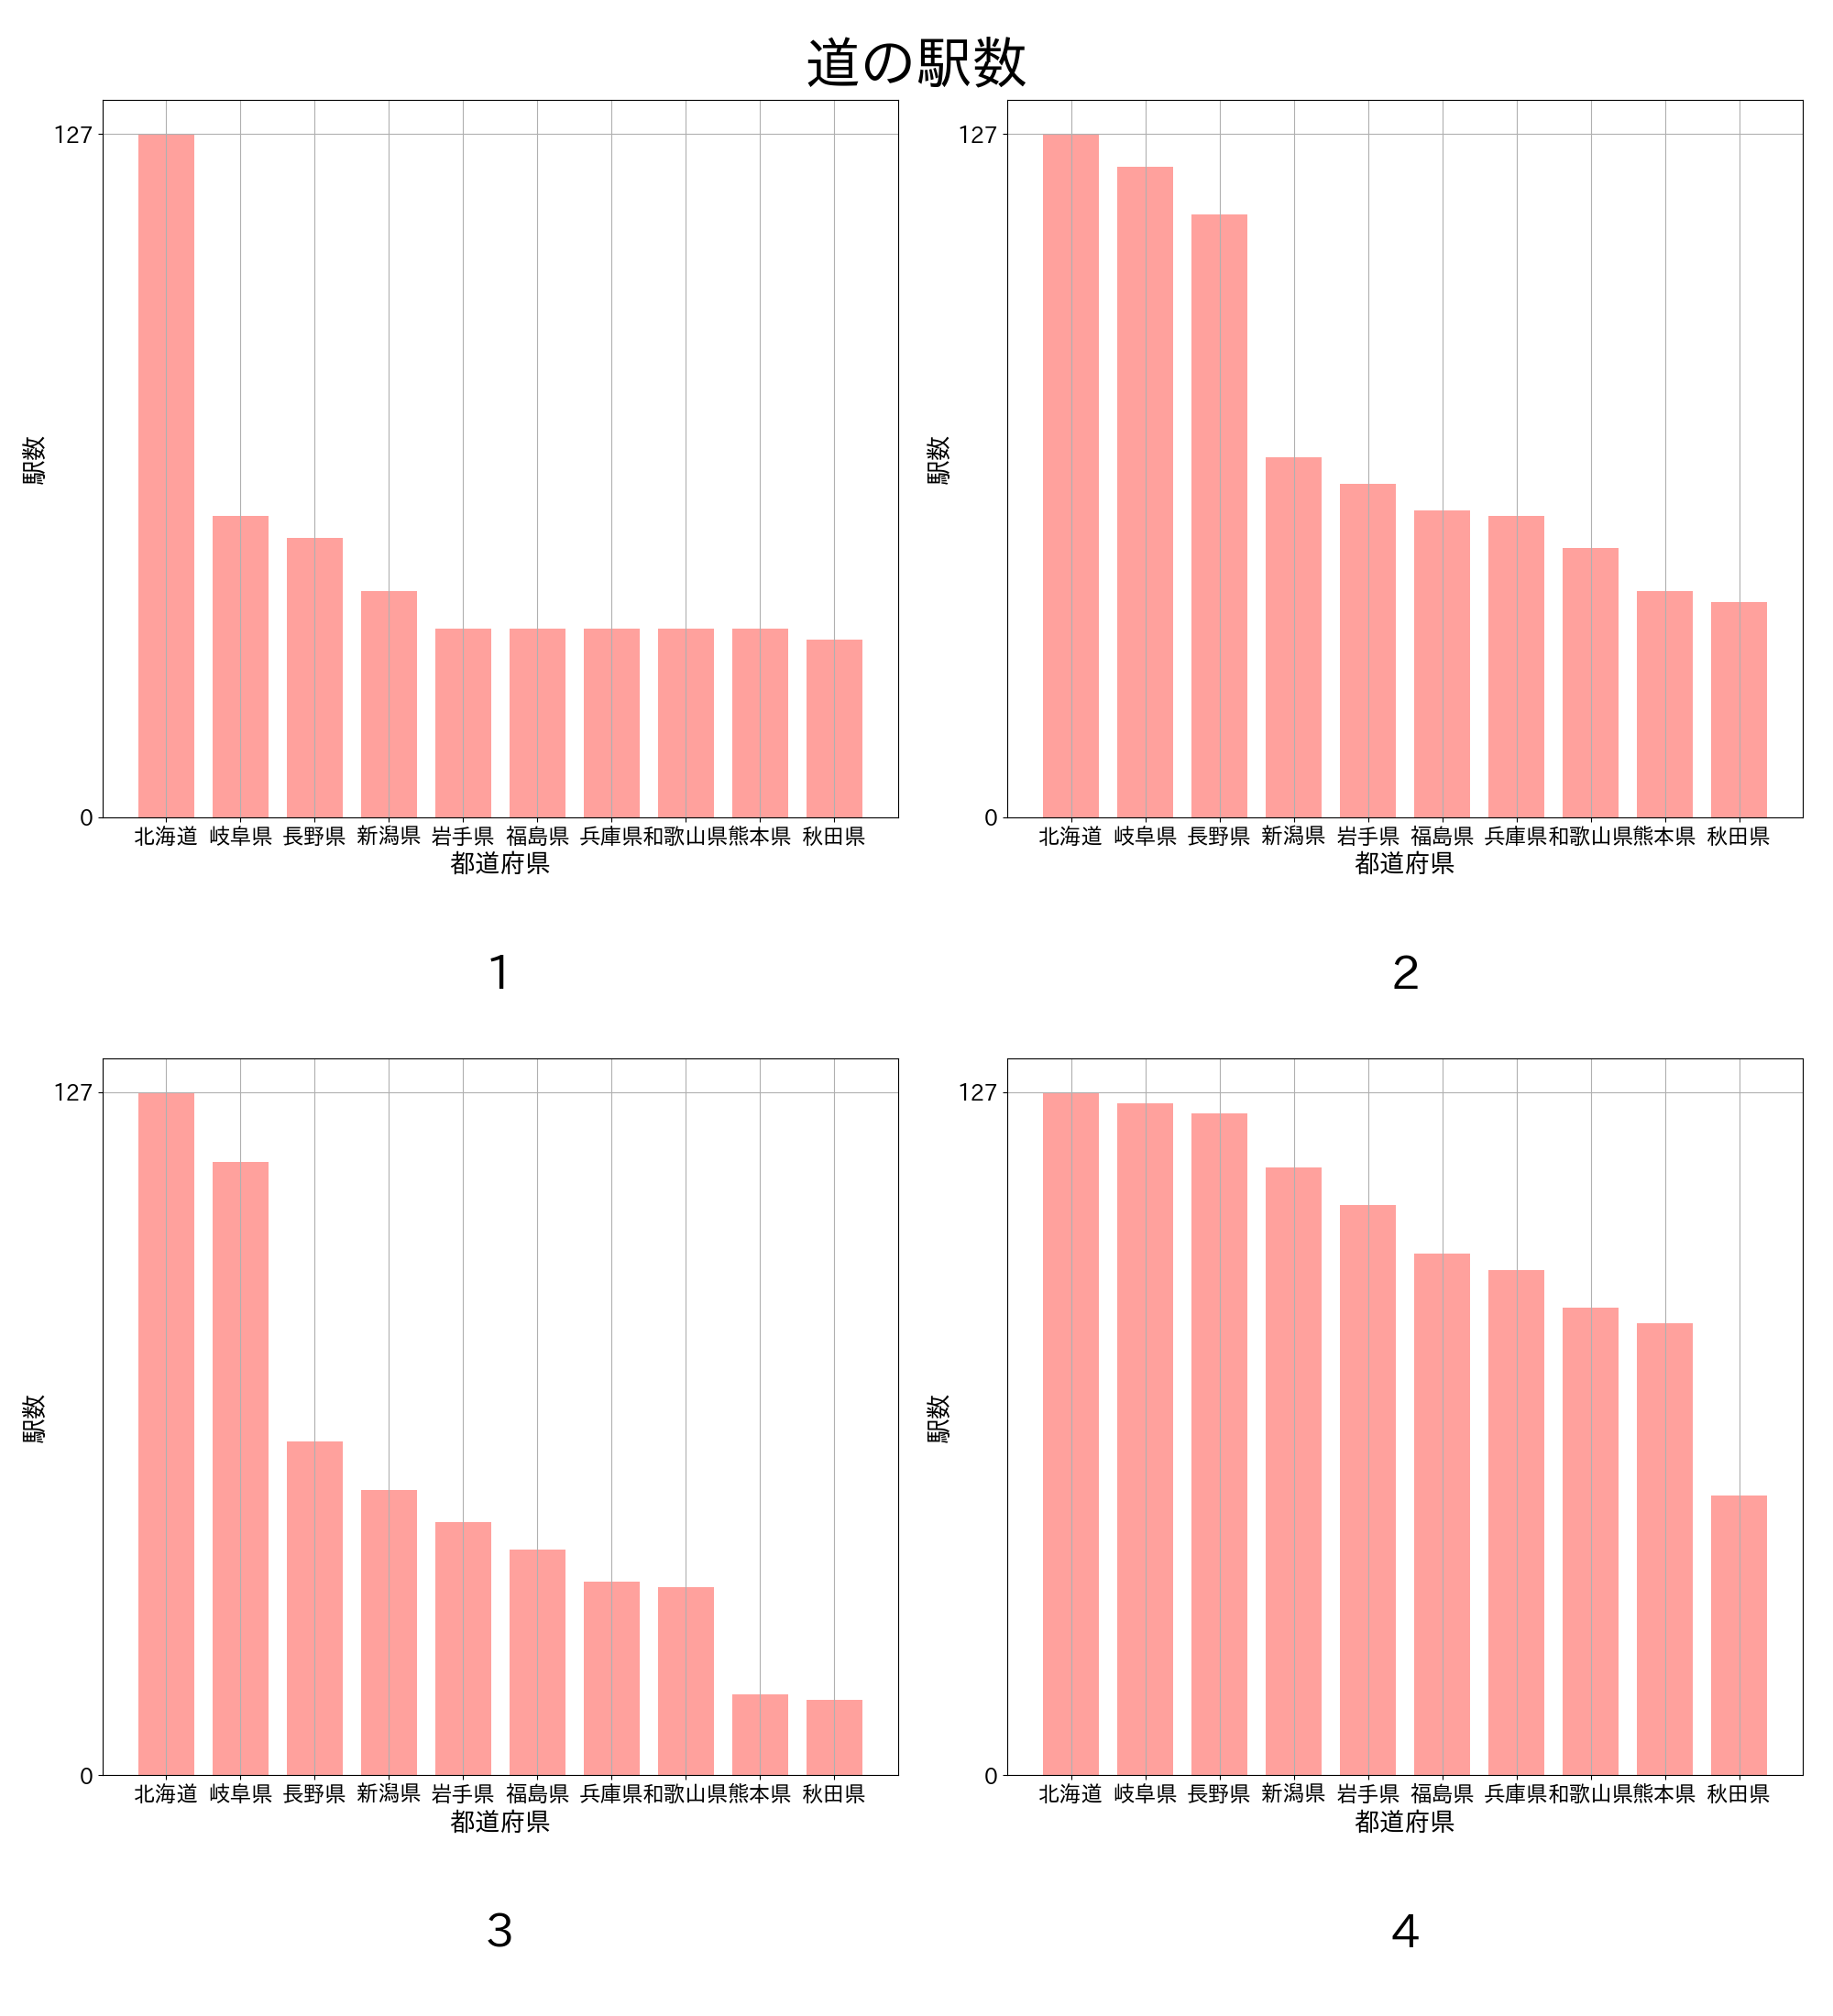 道の駅数
127
駅数
0
北海道 岐阜県 長野県 新潟県 岩手県 福島県 兵庫県 和歌山県 熊本県 秋田県
都道府県
1
127
駅数
0
北海道 岐阜県 長野県 新潟県 岩手県 福島県 兵庫県 和歌山県 熊本県 秋田県
都道府県
2
127
駅数
0
北海道 岐阜県 長野県 新潟県 岩手県 福島県 兵庫県 和歌山県 熊本県 秋田県
都道府県
3
127
駅数
0
北海道 岐阜県 長野県 新潟県 岩手県 福島県 兵庫県 和歌山県 熊本県 秋田県
都道府県
4